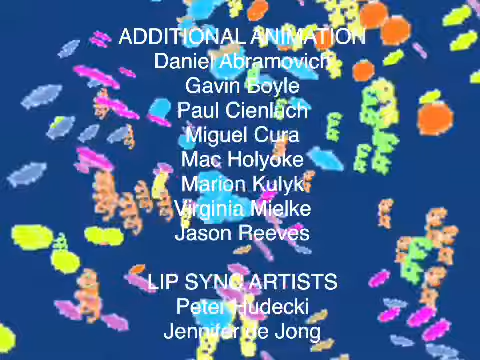 ADDITIONAL ANIMATION
Daniel Abramovich
Gavin Boyle
Paul Cienluch
Miguel Cura
Mac Holyoke
Marion Kulyk
Virginia Mielke
Jason Reeves
LIP SYNC ARTISTS
Peter Hudecki
Jennifer de Jong